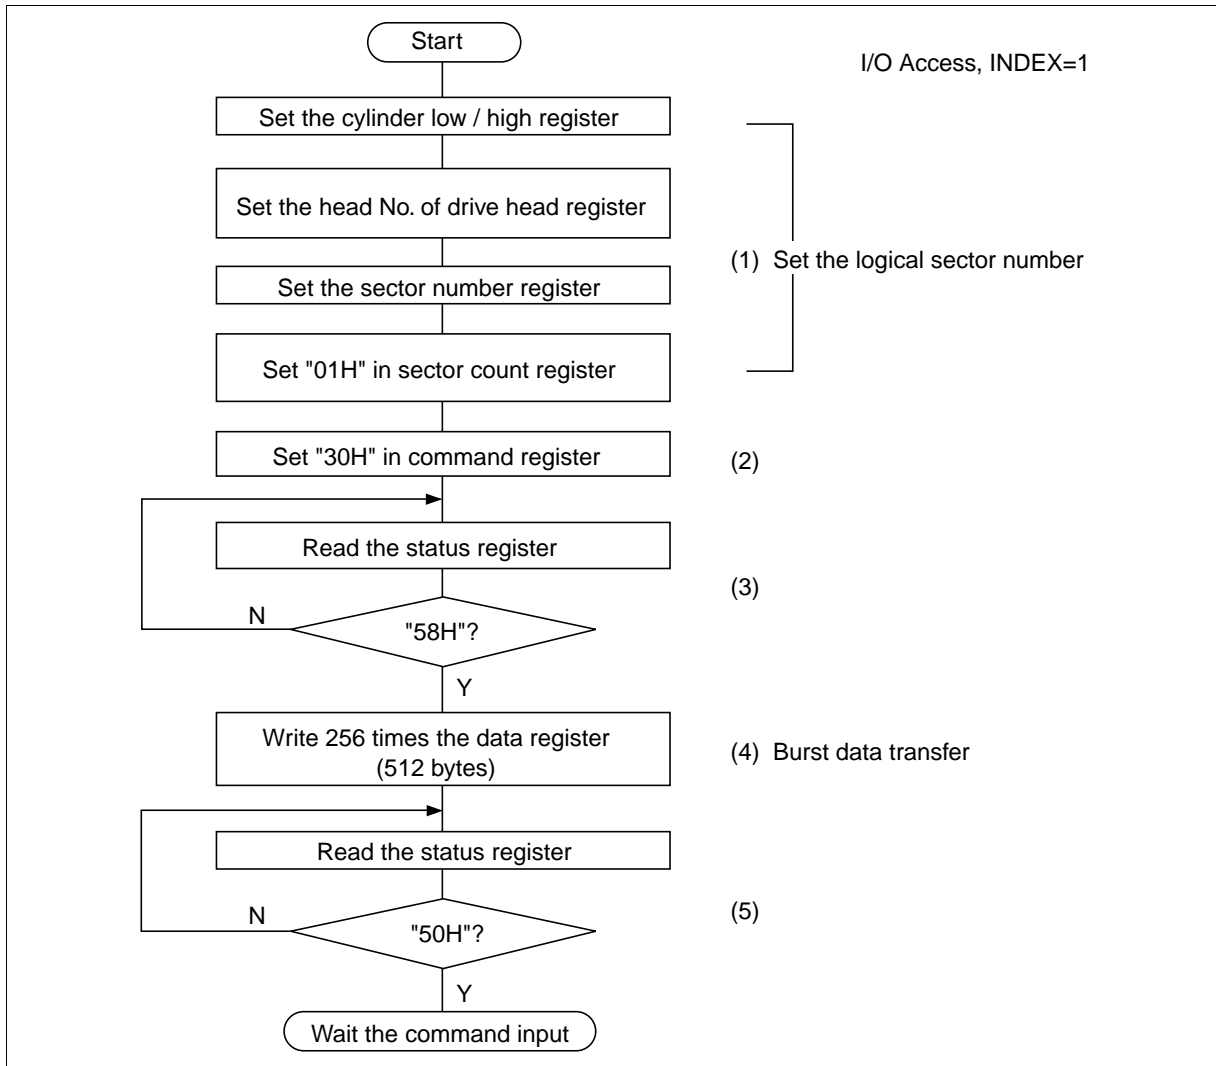 Start
I/O Access, INDEX=1
Set the cylinder low / high register
Set the head No. of drive head register
(1) Set the logical sector number
Set the sector number register
Set "01H" in sector count register
Set "30H" in command register
(2)
Read the status register
(3)
N
"58H"?
Y
Write 256 times the data register
(512 bytes)
(4) Burst data transfer
Read the status register
(5)
N
"50H"?
Y
Wait the command input